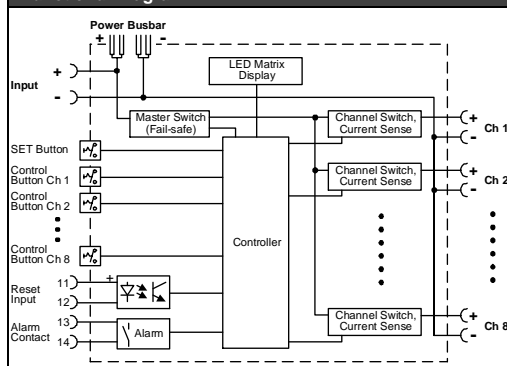 Power Busbar
+ -
LED Matrix
Display
Input
+
-
Master Switch
(Fail-safe)
Channel Switch,
Current Sense
+
-
Ch 1
SET Button
Control
Button Ch 1
Control
Button Ch 2
Channel Switch,
Current Sense
+
-
Ch 2
Controller
Control
Button Ch 8
Reset
Input
11
+
12
Alarm
Contact
13
14
Alarm
Channel Switch,
Current Sense
+
-
Ch 8